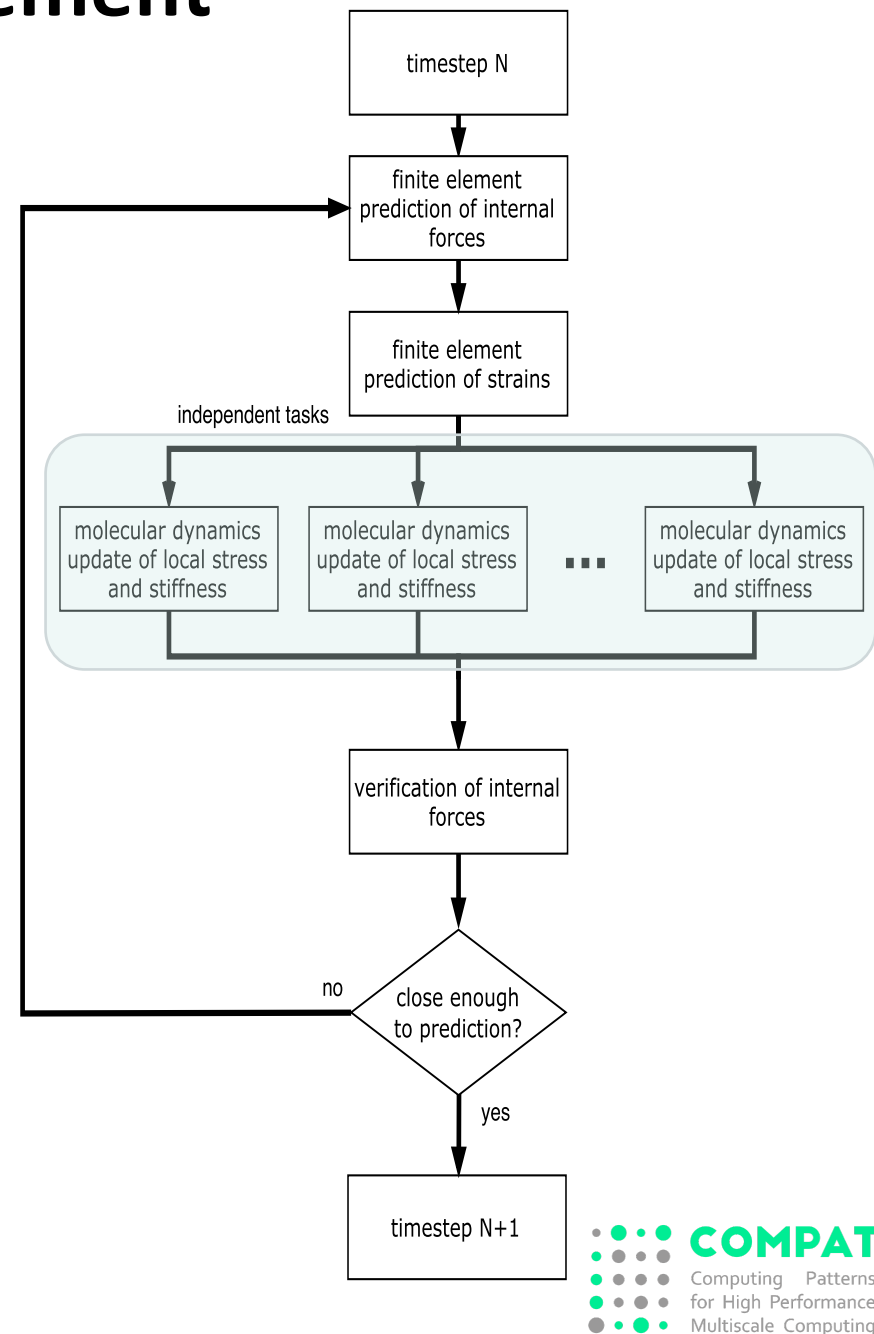 timestep N
finite element
prediction of internal
forces
finite element
prediction of strains
independent tasks
molecular dynamics
update of local stress
and stiffness
molecular dynamics
update of local stress
and stiffness
...
molecular dynamics
update of local stress
and stiffness
verification of internal
forces
close enough
to prediction?
no
yes
timestep N+1
COMPAT
Computing Patterns
for High Performance
Multiscale Computing